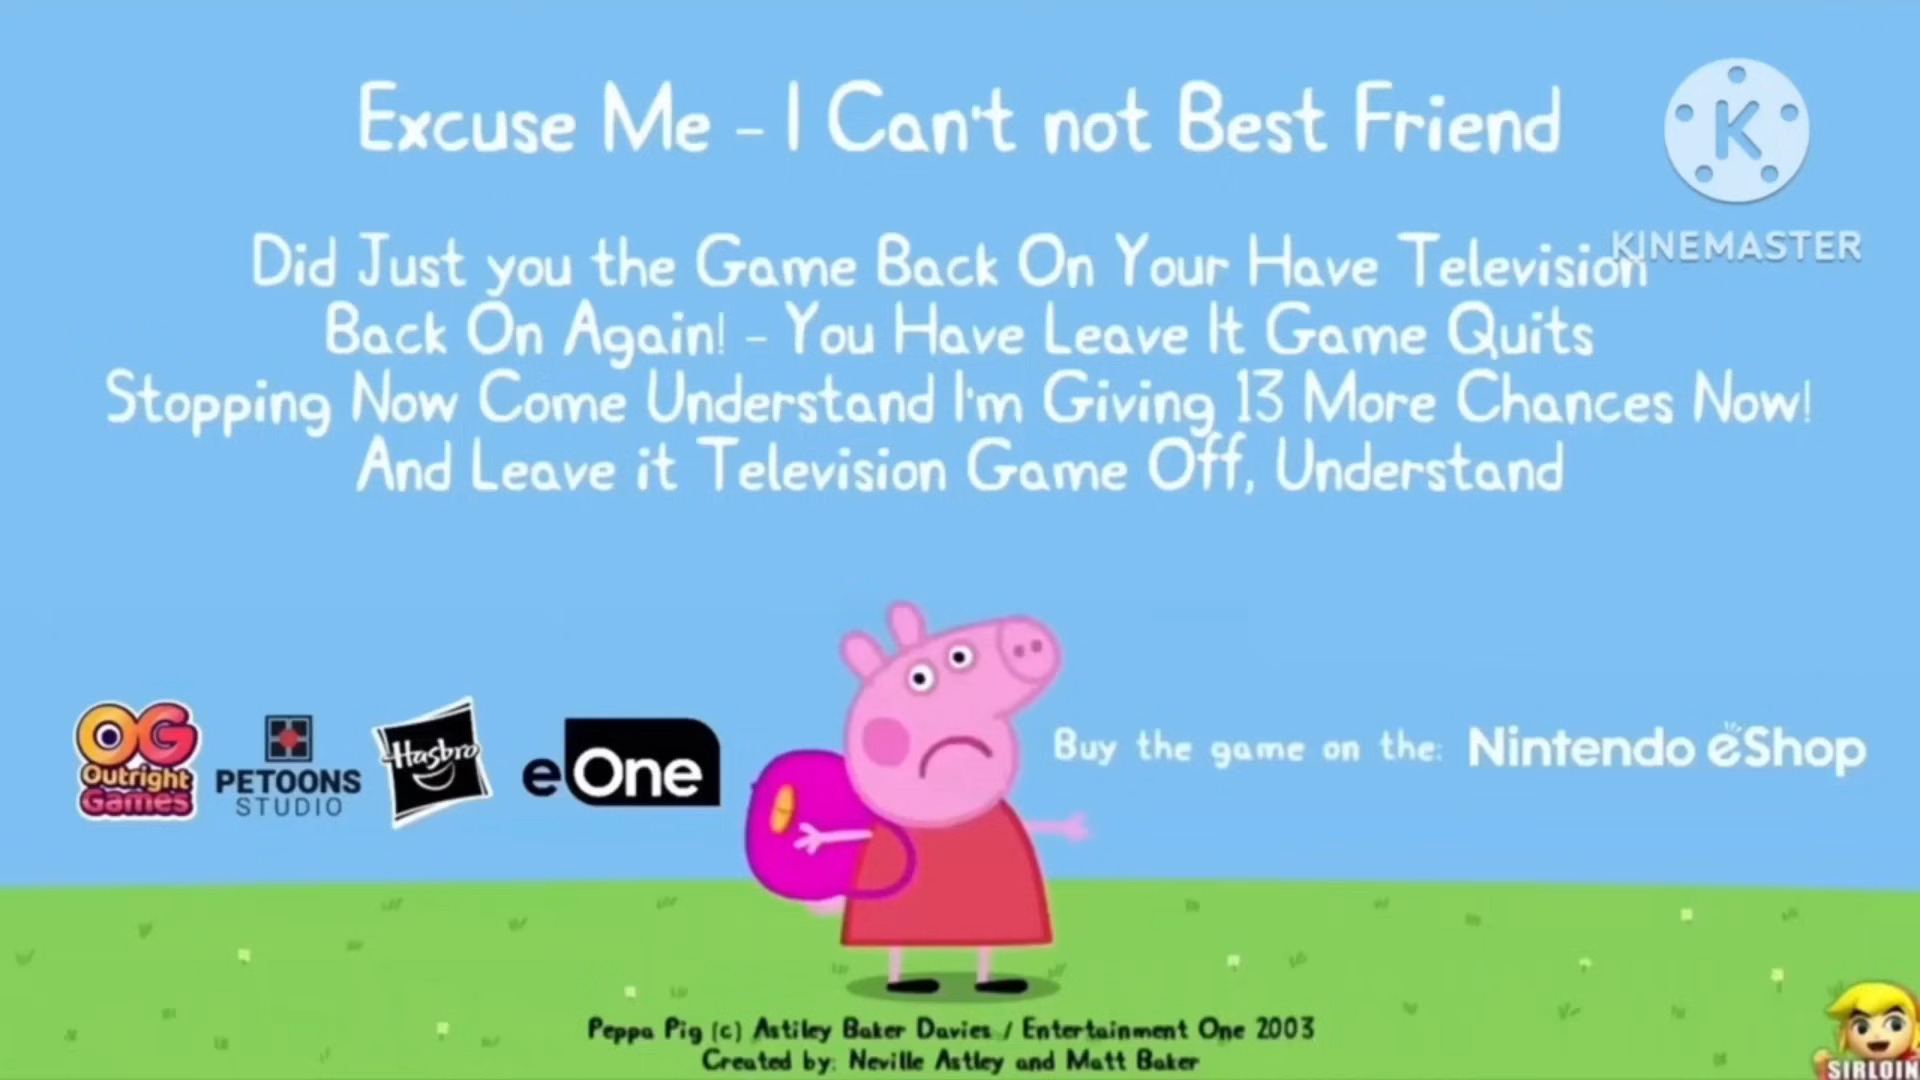 Excuse Me - I Can't not Best Friend
K
KINEMASTER
Did Just you the Game Back On Your Have Television
Back On Again! - You Have Leave It Game Quits
Stopping Now Come Understand I'm Giving 13 More Chances Now!
And Leave it Television Game Off, Understand
OG
Outright
Games
PETOONS
STUDIO
Hasbro
eOne
Buy the game on the: Nintendo eShop
Peppa Pig (c) Astiley Baker Davies / Entertainment One 2003
Created by: Neville Astley and Matt Baker
SIRLOIN